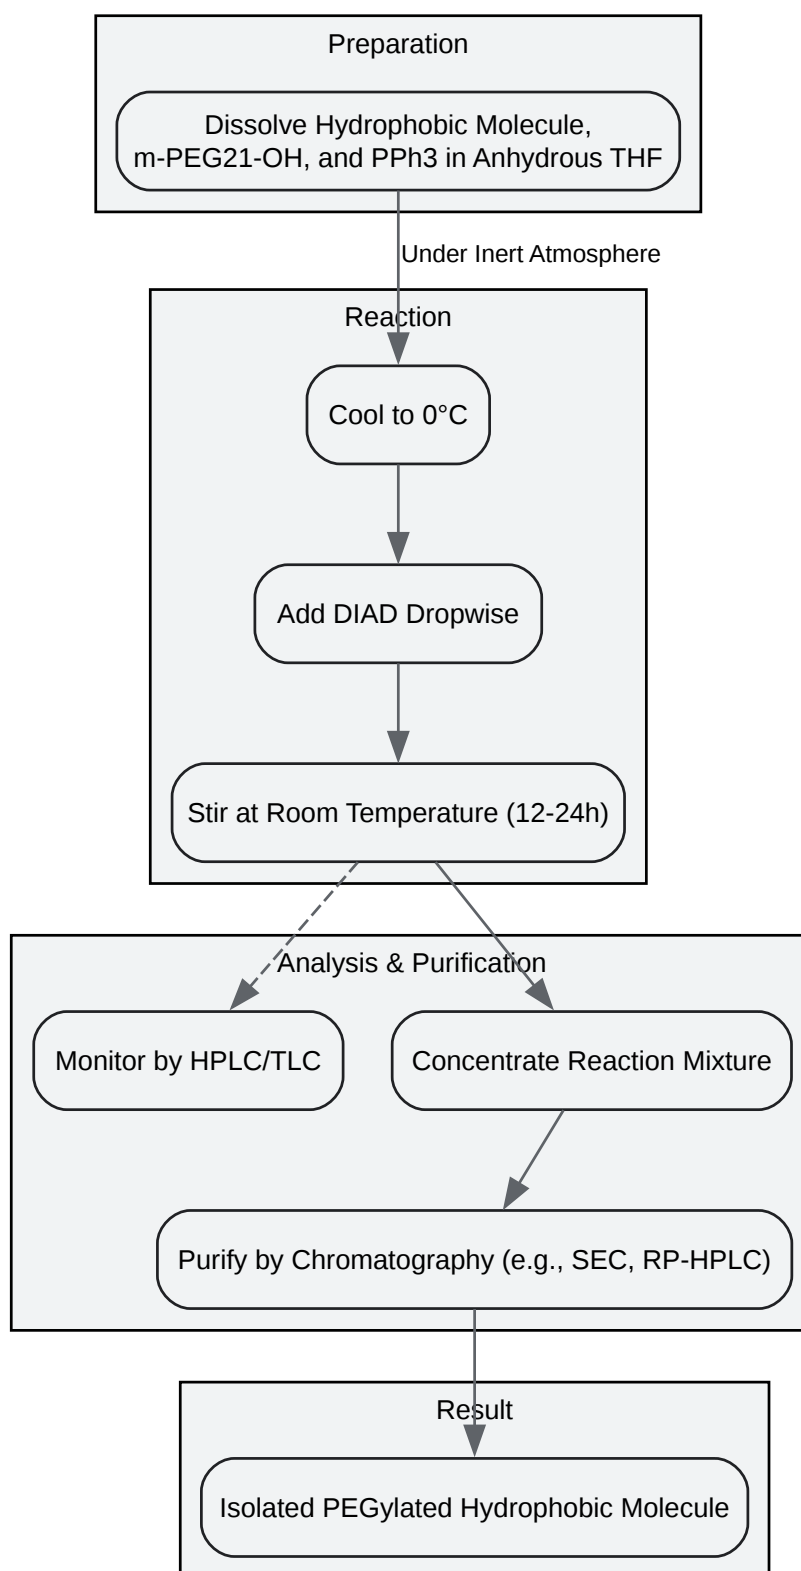 Preparation
Dissolve Hydrophobic Molecule,
m-PEG21-OH, and PPh3 in Anhydrous THF
Under Inert Atmosphere
Reaction
Cool to 0°C
Add DIAD Dropwise
Stir at Room Temperature (12-24h)
Analysis & Purification
Monitor by HPLC/TLC
Concentrate Reaction Mixture
Purify by Chromatography (e.g., SEC, RP-HPLC)
Result
Isolated PEGylated Hydrophobic Molecule